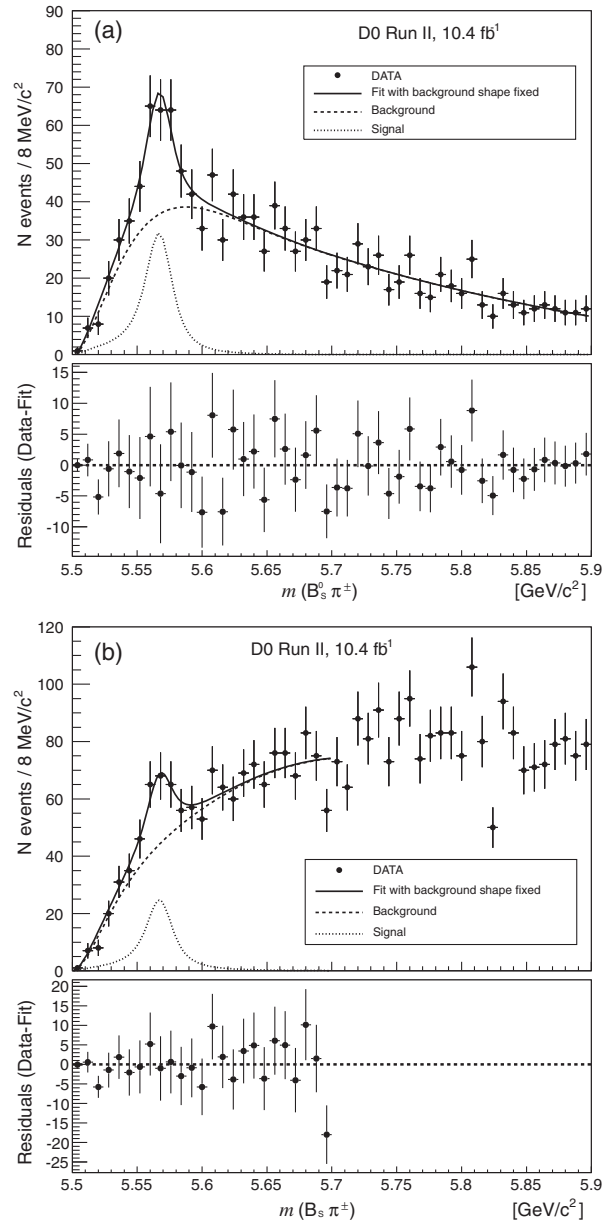 (a)
D0 Run II, 10.4 fb⁻¹
DATA
Fit with background shape fixed
Background
Signal
N events / 8 MeV/c²
90
80
70
60
50
40
30
20
10
0
Residuals (Data-Fit)
15
10
5
0
-5
-10
5.5 5.55 5.6 5.65 5.7 5.75 5.8 5.85 5.9
m (B⁰ₛ π±) [GeV/c²]
(b)
D0 Run II, 10.4 fb⁻¹
N events / 8 MeV/c²
120
100
80
60
40
20
0
DATA
Fit with background shape fixed
Background
Signal
Residuals (Data-Fit)
20
15
10
5
0
-5
-10
-15
-20
-25
5.5 5.55 5.6 5.65 5.7 5.75 5.8 5.85 5.9
m (Bₛ π±) [GeV/c²]